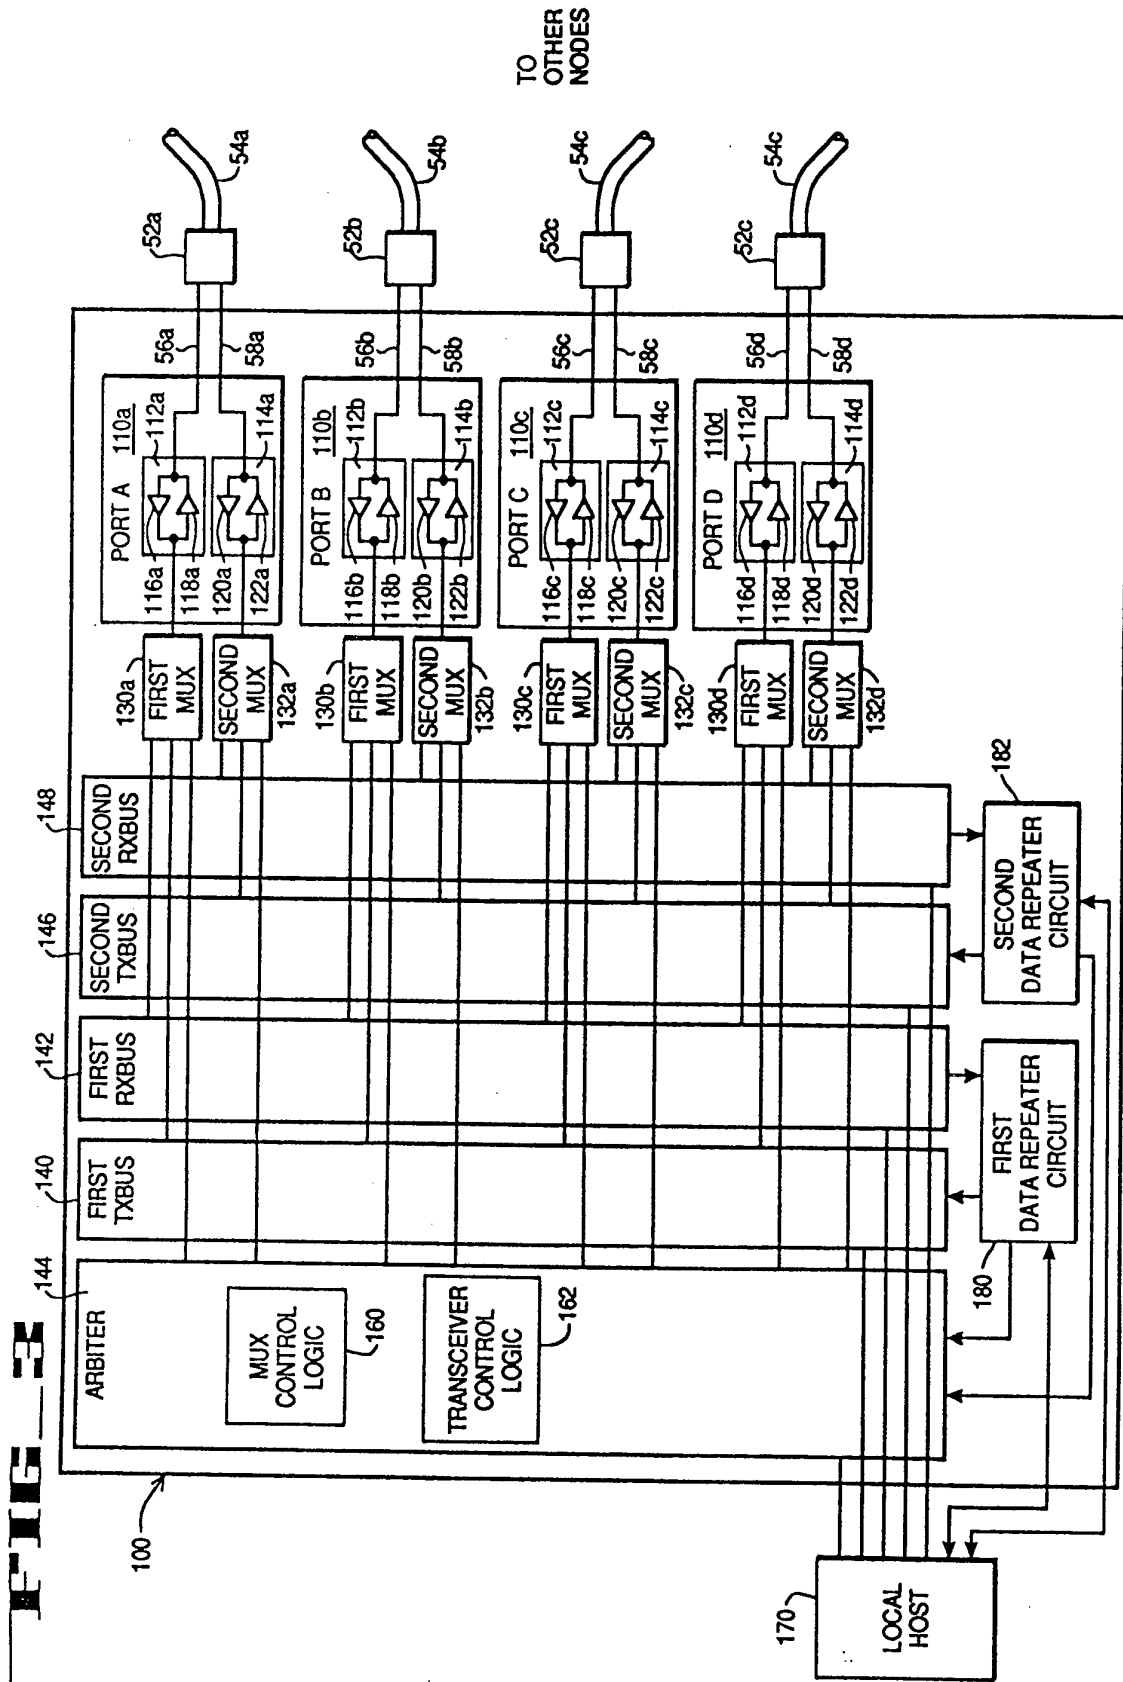 FIG_3
100
144
ARBITER
MUX
CONTROL
LOGIC
160
TRANSCEIVER
CONTROL
LOGIC
162
140
FIRST
TXBUS
142
FIRST
RXBUS
146
SECOND
TXBUS
148
SECOND
RXBUS
130a
FIRST
MUX
SECOND
MUX
132a
130b
FIRST
MUX
SECOND
MUX
132b
130c
FIRST
MUX
SECOND
MUX
132c
130d
FIRST
MUX
SECOND
MUX
132d
PORT A
110a
112a
114a
116a
118a
120a
122a
56a
58a
52a
54a
PORT B
110b
112b
114b
116b
118b
120b
122b
56b
58b
52b
54b
PORT C
110c
112c
114c
116c
118c
120c
122c
56c
58c
52c
54c
PORT D
110d
112d
114d
116d
118d
120d
122d
56d
58d
52c
54c
TO
OTHER
NODES
170
LOCAL
HOST
180
FIRST
DATA REPEATER
CIRCUIT
182
SECOND
DATA REPEATER
CIRCUIT